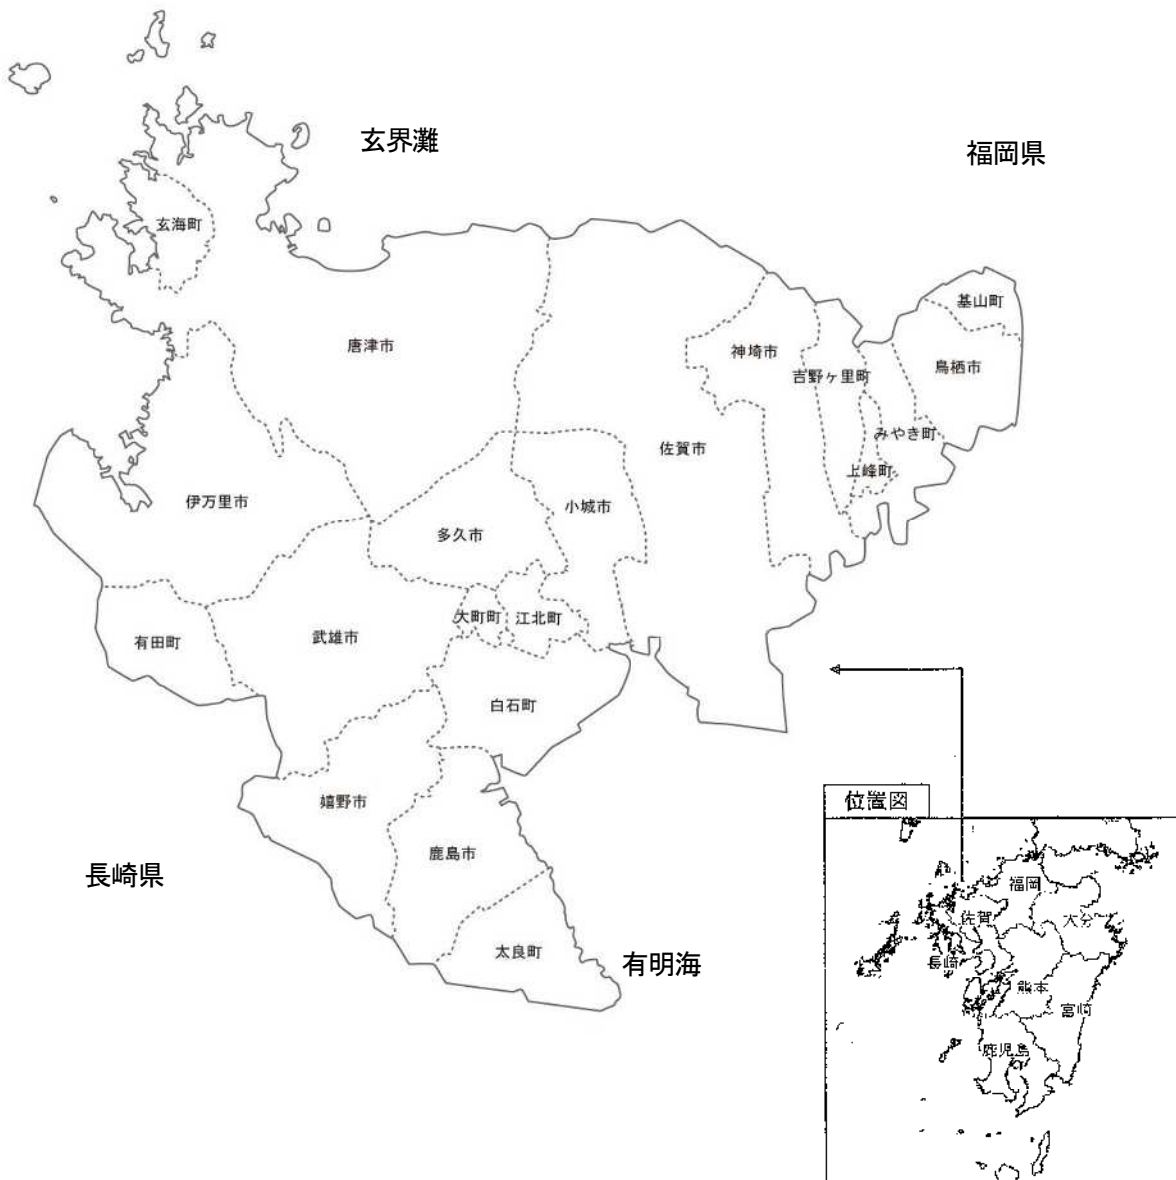 玄界灘
福岡県
玄海町
基山町
唐津市
神埼市
鳥栖市
吉野ヶ里町
みやき町
佐賀市
上峰町
伊万里市
小城市
多久市
大町町
江北町
有田町
武雄市
白石町
嬉野市
鹿島市
長崎県
太良町
有明海
位置図
福岡
佐賀
大分
長崎
熊本
宮崎
鹿児島